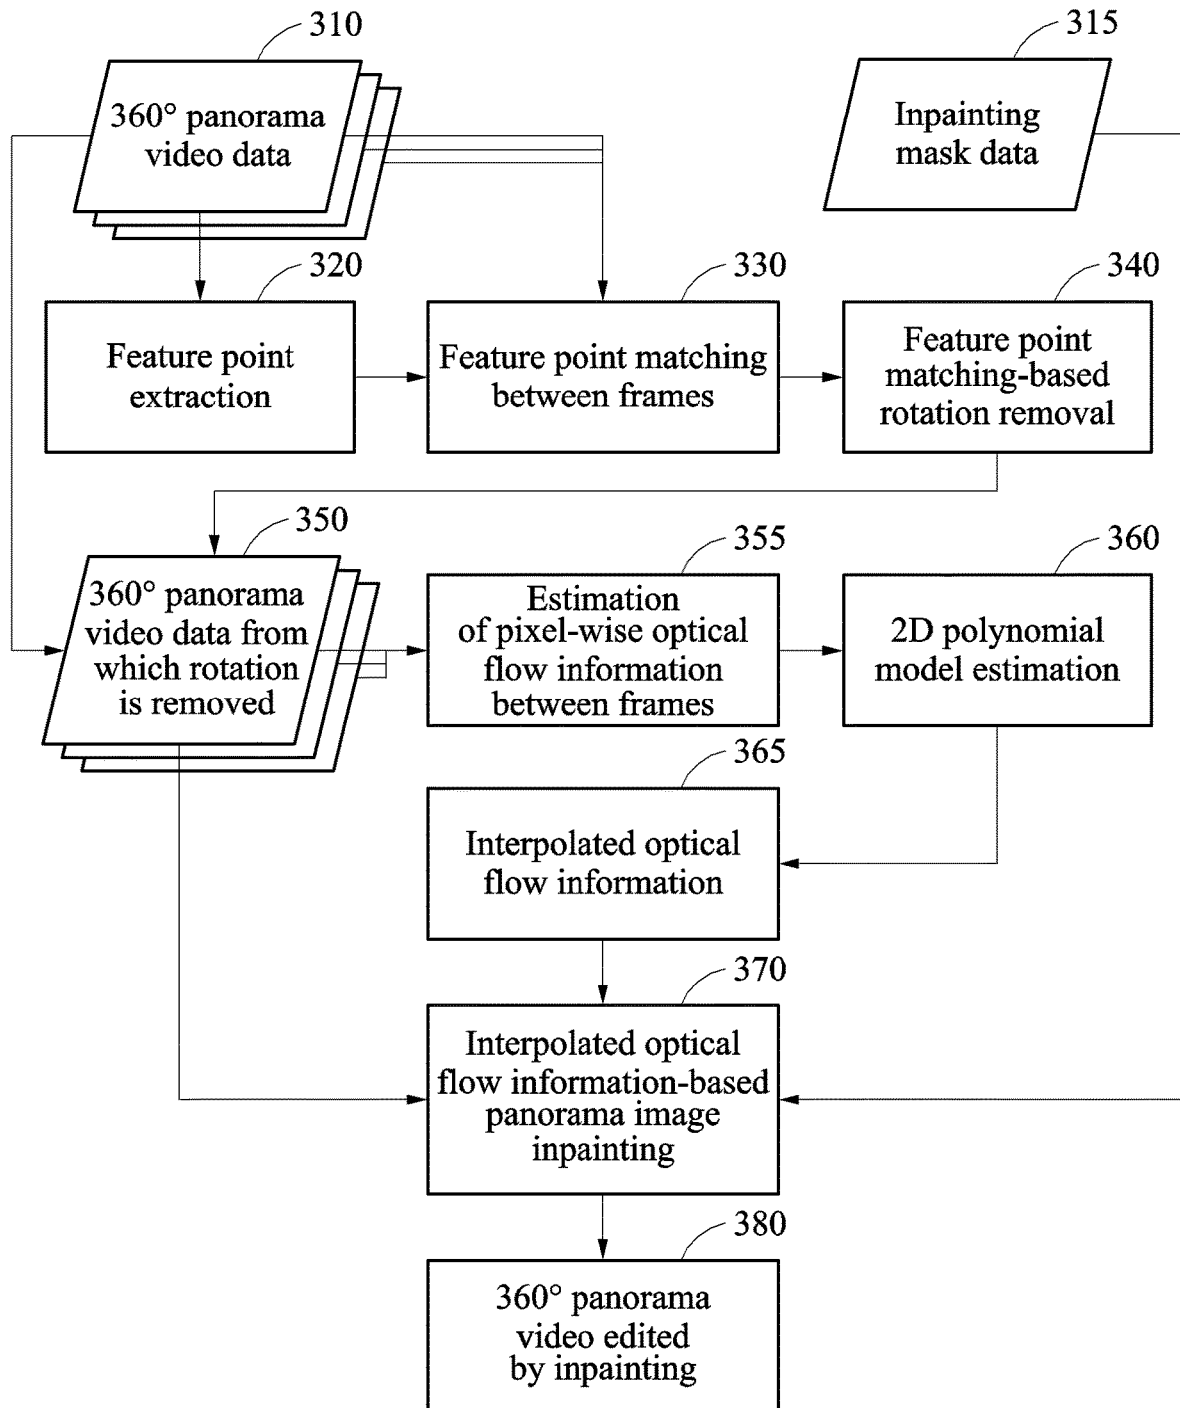 310
315
360° panorama
video data
Inpainting
mask data
320
330
340
Feature point
extraction
Feature point matching
between frames
Feature point
matching-based
rotation removal
350
355
360
360° panorama
video data from
which rotation
is removed
Estimation
of pixel-wise optical
flow information
between frames
2D polynomial
model estimation
365
Interpolated optical
flow information
370
Interpolated optical
flow information-based
panorama image
inpainting
380
360° panorama
video edited
by inpainting